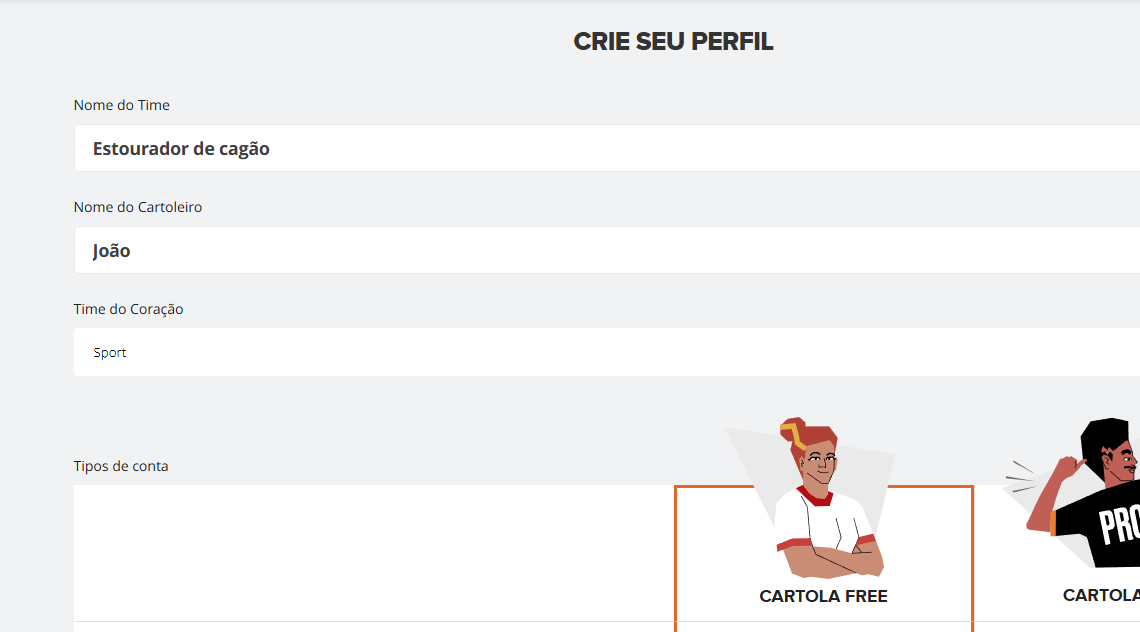 CRIE SEU PERFIL
Nome do Time
Estourador de cagão
Nome do Cartoleiro
João
Time do Coração
Sport
Tipos de conta
PRO
CARTOLA FREE
CARTOLA